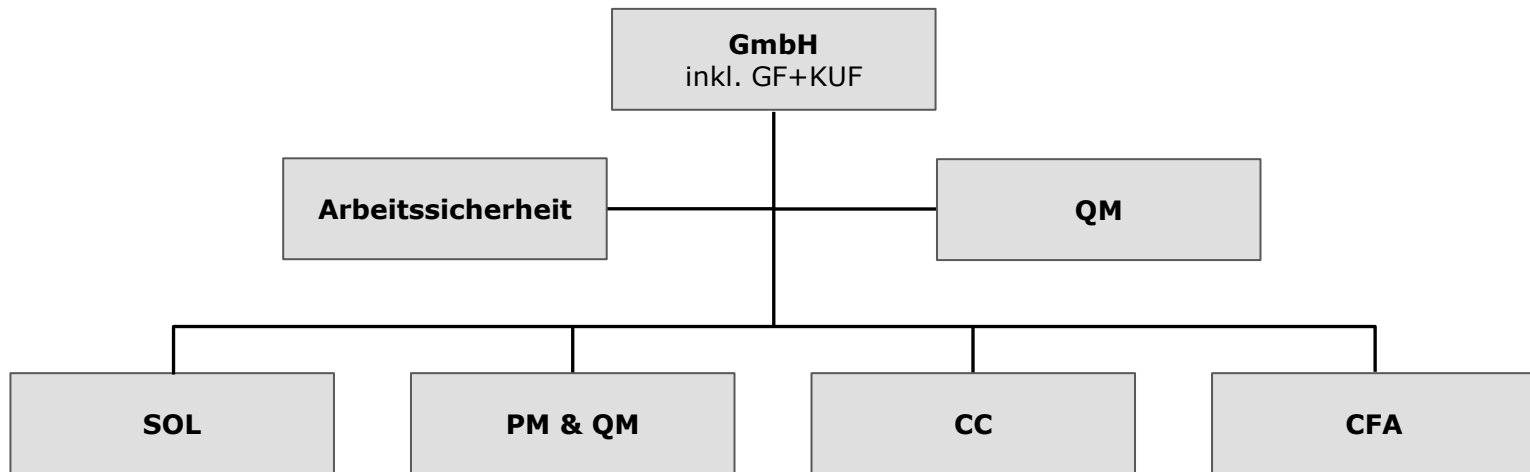 GmbH
inkl. GF+KUF
Arbeitssicherheit
QM
SOL
PM & QM
CC
CFA